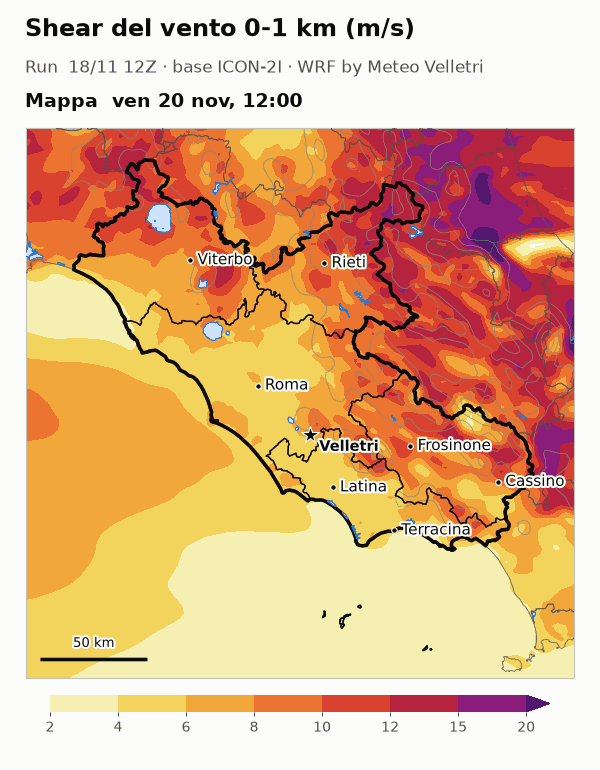 Shear del vento 0-1 km (m/s)
Run 18/11 12Z · base ICON-2I · WRF by Meteo Velletri
Mappa ven 20 nov, 12:00
Viterbo
Rieti
Roma
Velletri
Frosinone
Latina
Cassino
Terracina
50 km
2 4 6 8 10 12 15 20